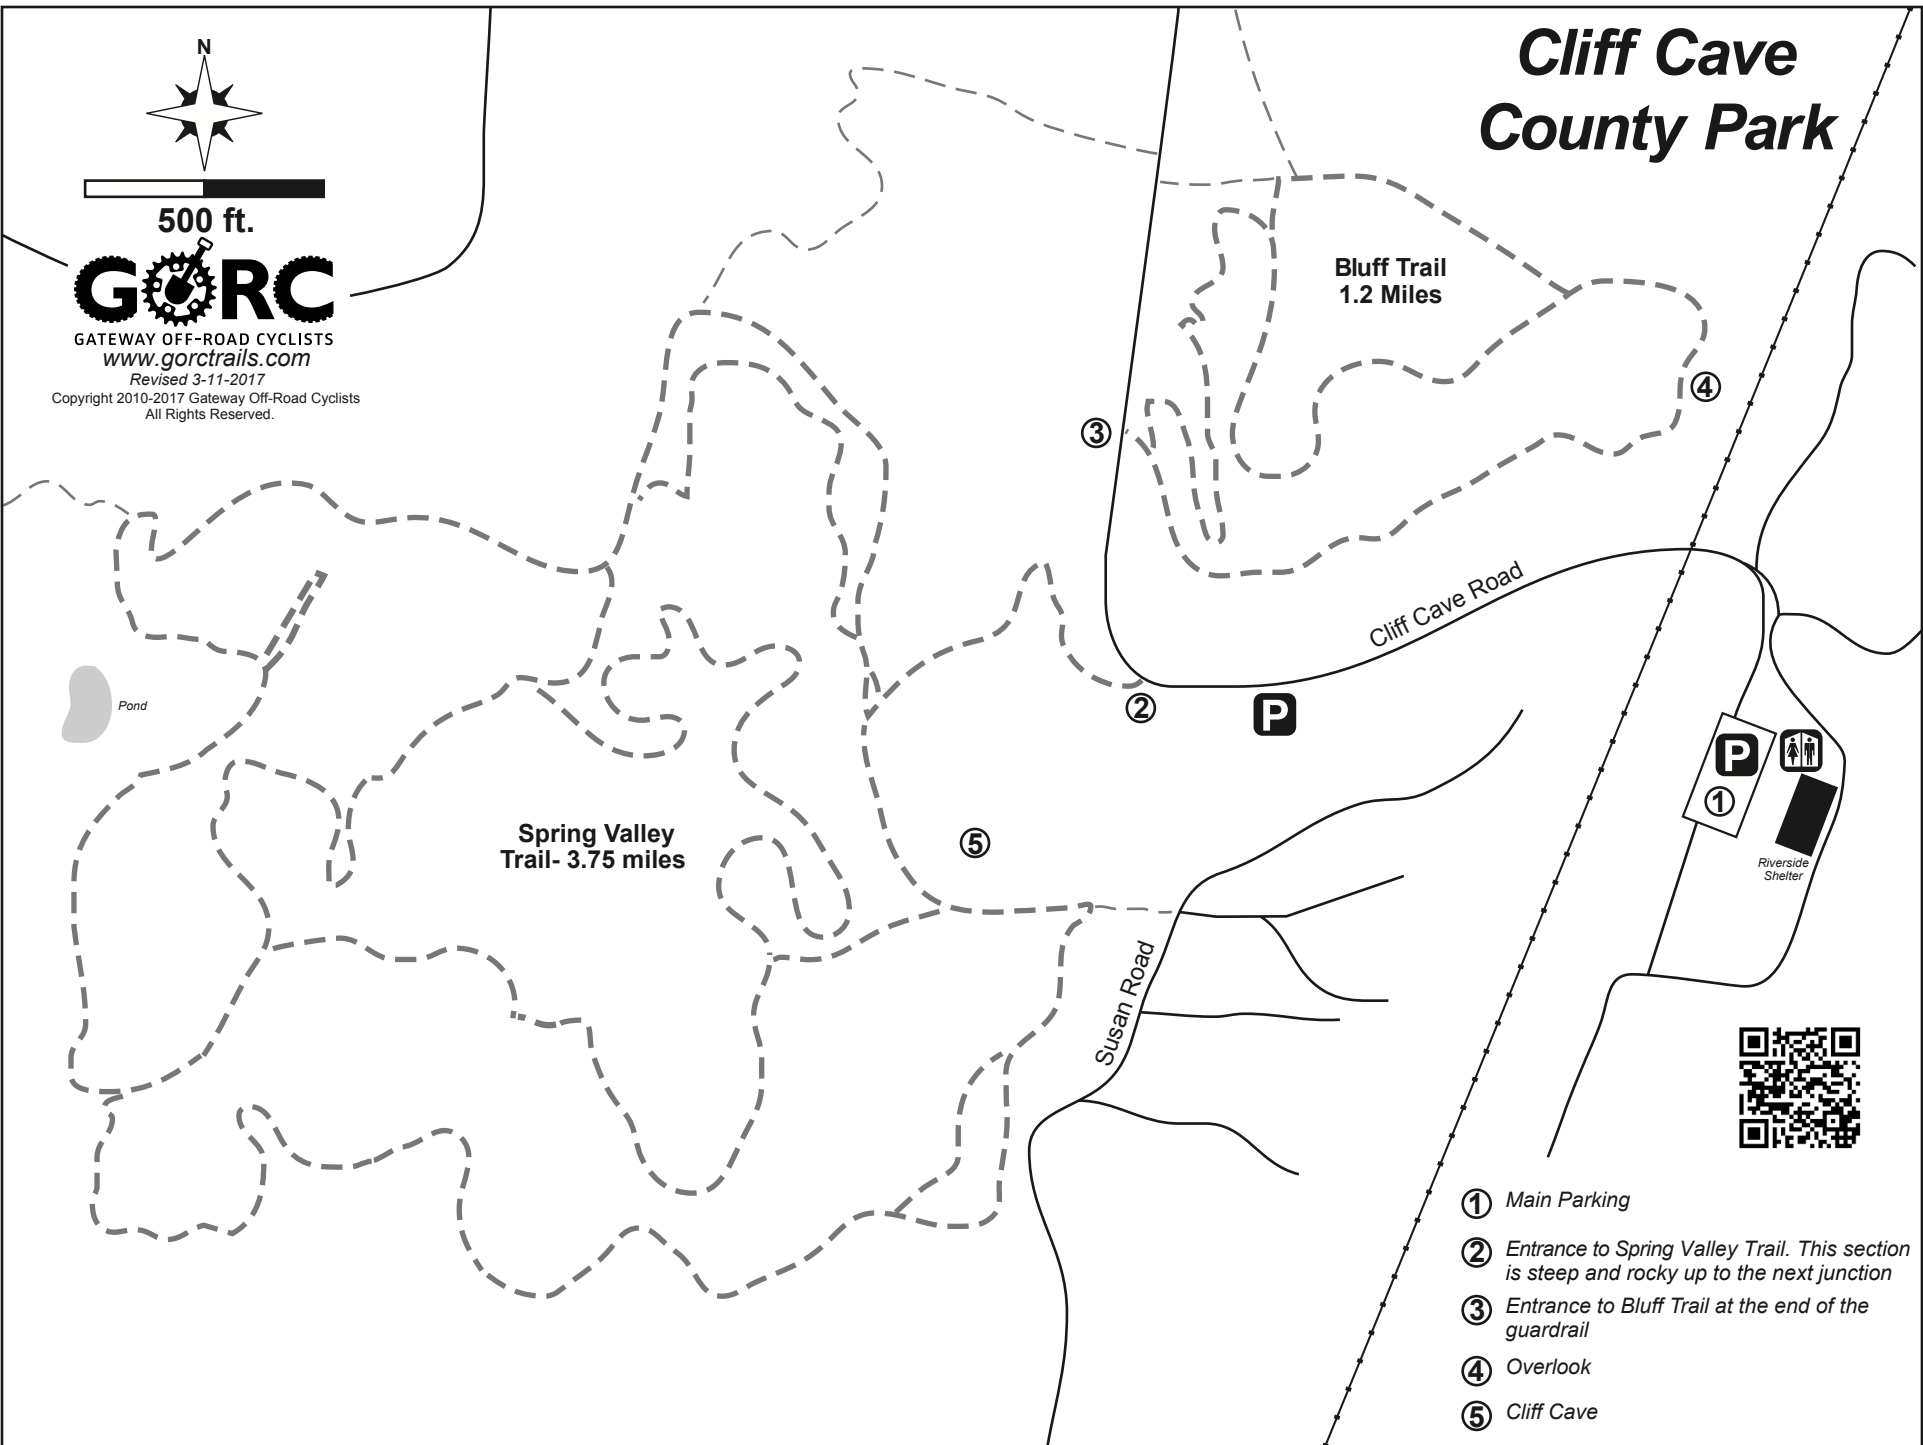 N
500 ft.
GORC
GATEWAY OFF-ROAD CYCLISTS
www.gorctrails.com
Revised 3-11-2017
Copyright 2010-2017 Gateway Off-Road Cyclists
All Rights Reserved.
Cliff Cave
County Park
Bluff Trail
1.2 Miles
3
4
Cliff Cave Road
2
P
P
1
Riverside
Shelter
Pond
Spring Valley
Trail- 3.75 miles
5
Susan Road
1 Main Parking
2 Entrance to Spring Valley Trail. This section
is steep and rocky up to the next junction
3 Entrance to Bluff Trail at the end of the
guardrail
4 Overlook
5 Cliff Cave